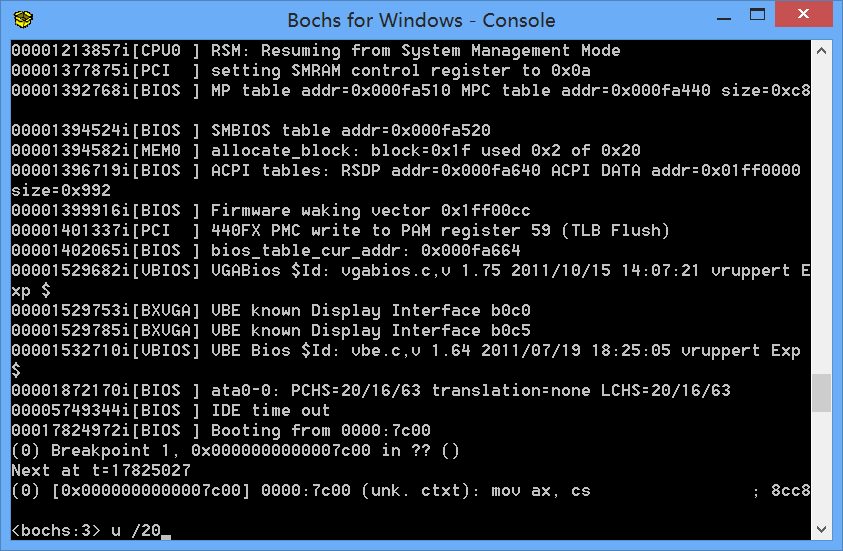 Bochs for Windows - Console
00001213857i[CPU0 ] RSM: Resuming from System Management Mode
00001377875i[PCI  ] setting SMRAM control register to 0x0a
00001392768i[BIOS ] MP table addr=0x000fa510 MPC table addr=0x000fa440 size=0xc8
00001394524i[BIOS ] SMBIOS table addr=0x000fa520
00001394582i[MEM0 ] allocate_block: block=0x1f used 0x2 of 0x20
00001396719i[BIOS ] ACPI tables: RSDP addr=0x000fa640 ACPI DATA addr=0x01ff0000
size=0x992
00001399916i[BIOS ] Firmware waking vector 0x1ff00cc
00001401337i[PCI  ] 440FX PMC write to PAM register 59 (TLB Flush)
00001402065i[BIOS ] bios_table_cur_addr: 0x000fa664
00001529682i[VBIOS] VGABios $Id: vgabios.c,v 1.75 2011/10/15 14:07:21 vruppert E
xp $
00001529753i[BXVGA] VBE known Display Interface b0c0
00001529785i[BXVGA] VBE known Display Interface b0c5
00001532710i[VBIOS] VBE Bios $Id: vbe.c,v 1.64 2011/07/19 18:25:05 vruppert Exp
$
00001872170i[BIOS ] ata0-0: PCHS=20/16/63 translation=none LCHS=20/16/63
00005749344i[BIOS ] IDE time out
00017824972i[BIOS ] Booting from 0000:7c00
(0) Breakpoint 1, 0x0000000000007c00 in ?? ()
Next at t=17825027
(0) [0x0000000000007c00] 0000:7c00 (unk. ctxt): mov ax, cs                ; 8cc8
<bochs:3> u /20_